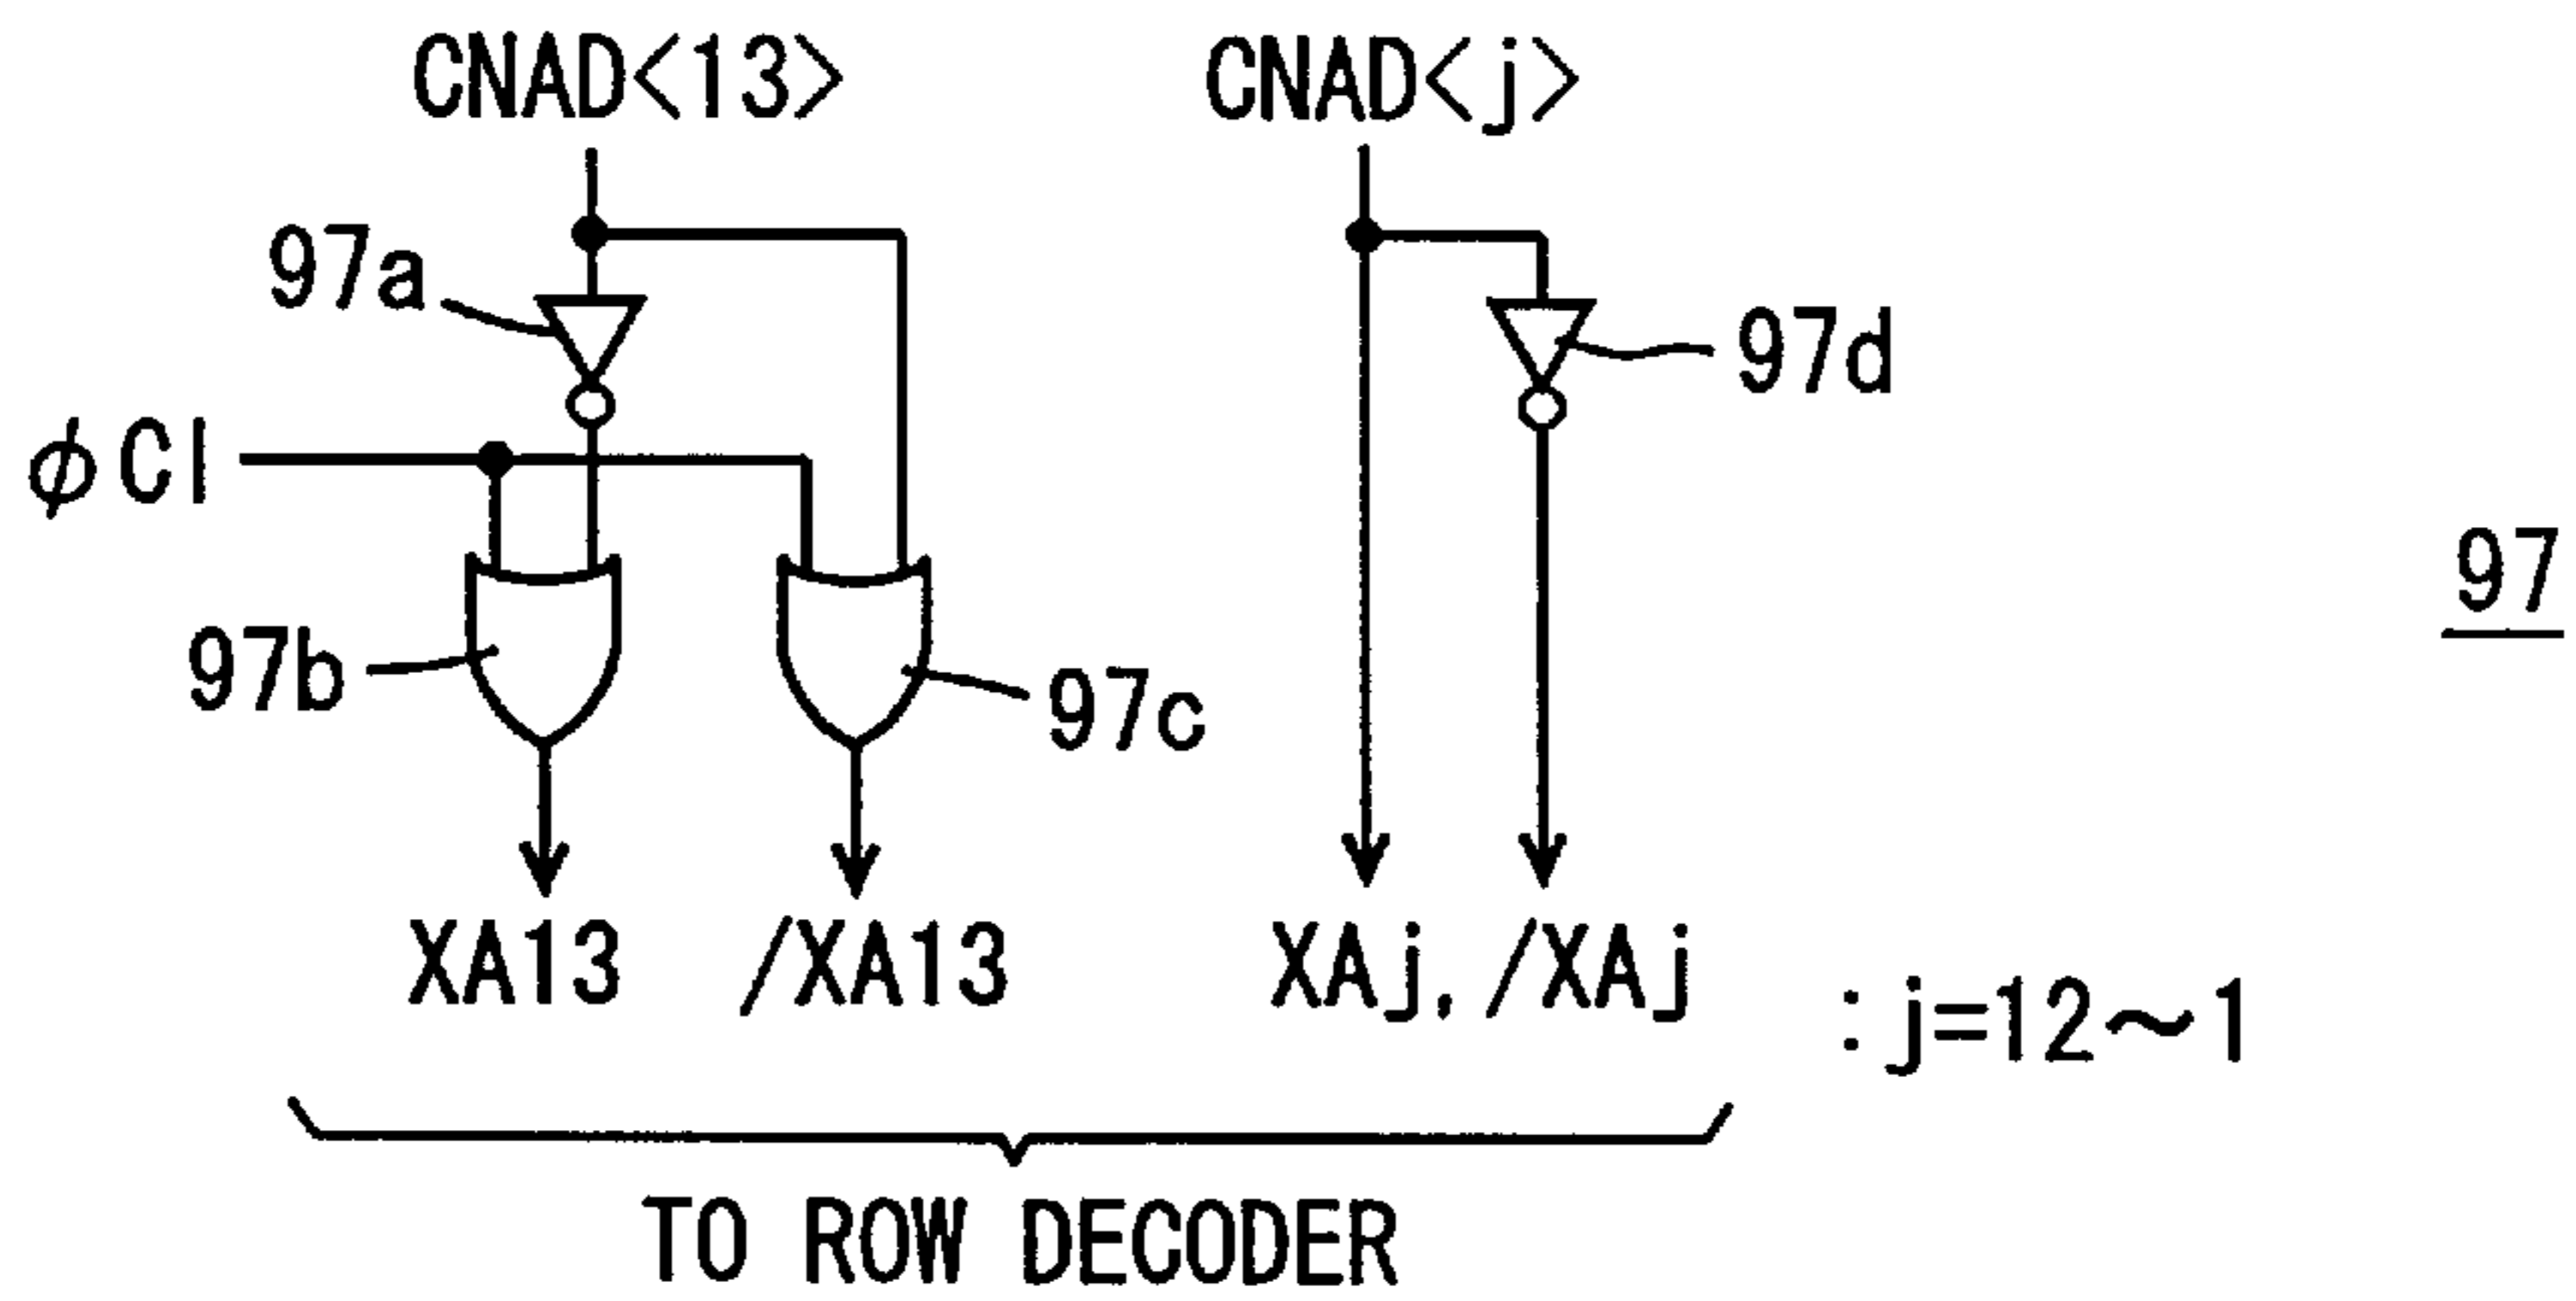 CNAD<13> CNAD<j>
97a
97d
φCI
97
97b
97c
XA13 /XA13 XAj, /XAj :j=12～1
TO ROW DECODER